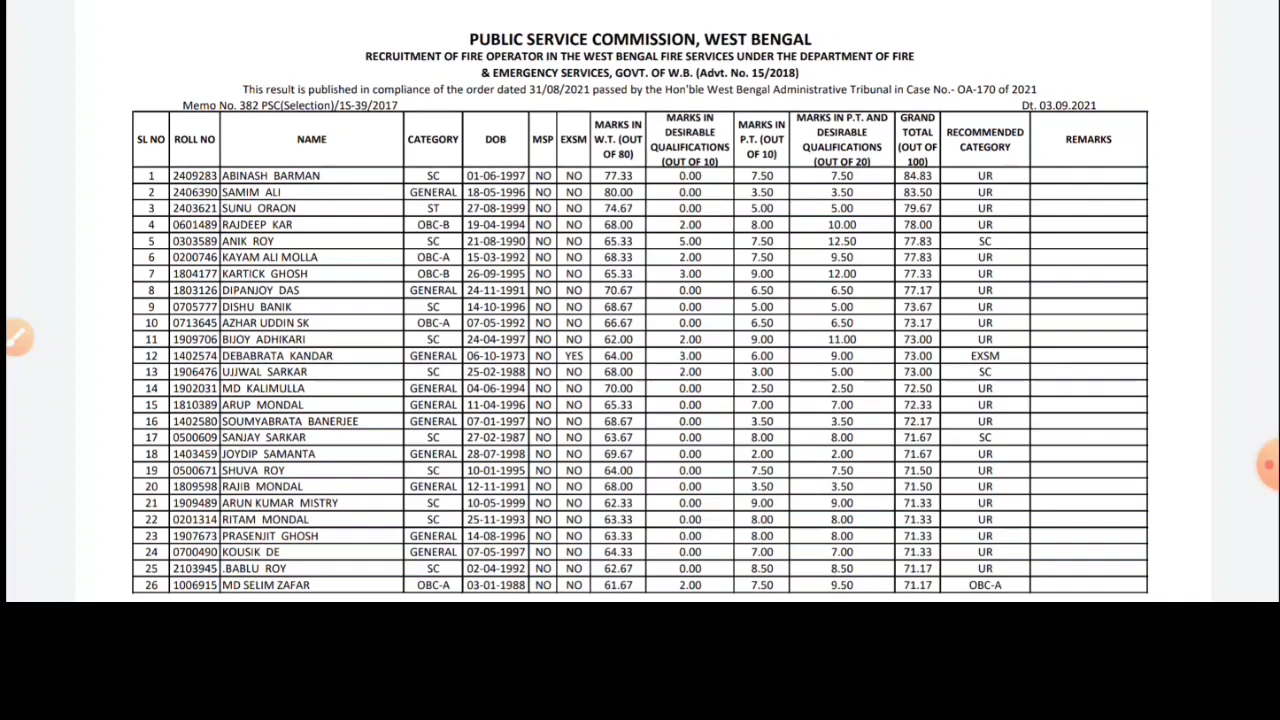 PUBLIC SERVICE COMMISSION, WEST BENGAL
RECRUITMENT OF FIRE OPERATOR IN THE WEST BENGAL FIRE SERVICES UNDER THE DEPARTMENT OF FIRE
& EMERGENCY SERVICES, GOVT. OF W.B. (Advt. No. 15/2018)
This result is published in compliance of the order dated 31/08/2021 passed by the Hon'ble West Bengal Administrative Tribunal in Case No.- OA-170 of 2021
Memo No. 382 PSC(Selection)/1S-39/2017 Dt. 03.09.2021
SL NO ROLL NO NAME CATEGORY DOB MSP EXSM MARKS IN W.T. (OUT OF 80) MARKS IN DESIRABLE QUALIFICATIONS (OUT OF 10) MARKS IN P.T. (OUT OF 10) MARKS IN P.T. AND DESIRABLE QUALIFICATIONS (OUT OF 20) GRAND TOTAL (OUT OF 100) RECOMMENDED CATEGORY REMARKS
1 2409283 ABINASH BARMAN SC 01-06-1997 NO NO 77.33 0.00 7.50 7.50 84.83 UR
2 2406390 SAMIM ALI GENERAL 18-05-1996 NO NO 80.00 0.00 3.50 3.50 83.50 UR
3 2403621 SUNU ORAON ST 27-08-1999 NO NO 74.67 0.00 5.00 5.00 79.67 UR
4 0601489 RAJDEEP KAR OBC-B 19-04-1994 NO NO 68.00 2.00 8.00 10.00 78.00 UR
5 0303589 ANIK ROY SC 21-08-1990 NO NO 65.33 5.00 7.50 12.50 77.83 SC
6 0200746 KAYAM ALI MOLLA OBC-A 15-03-1992 NO NO 68.33 2.00 7.50 9.50 77.83 UR
7 1804177 KARTICK GHOSH OBC-B 26-09-1995 NO NO 65.33 3.00 9.00 12.00 77.33 UR
8 1803126 DIPANJOY DAS GENERAL 24-11-1991 NO NO 70.67 0.00 6.50 6.50 77.17 UR
9 0705777 DISHU BANIK SC 14-10-1996 NO NO 68.67 0.00 5.00 5.00 73.67 UR
10 0713645 AZHAR UDDIN SK OBC-A 07-05-1992 NO NO 66.67 0.00 6.50 6.50 73.17 UR
11 1909706 BIJOY ADHIKARI SC 24-04-1997 NO NO 62.00 2.00 9.00 11.00 73.00 UR
12 1402574 DEBABRATA KANDAR GENERAL 06-10-1973 NO YES 64.00 3.00 6.00 9.00 73.00 EXSM
13 1906476 UJJWAL SARKAR SC 25-02-1988 NO NO 68.00 2.00 3.00 5.00 73.00 SC
14 1902031 MD KALIMULLA GENERAL 04-06-1994 NO NO 70.00 0.00 2.50 2.50 72.50 UR
15 1810389 ARUP MONDAL GENERAL 11-04-1996 NO NO 65.33 0.00 7.00 7.00 72.33 UR
16 1402580 SOUMYABRATA BANERJEE GENERAL 07-01-1997 NO NO 68.67 0.00 3.50 3.50 72.17 UR
17 0500609 SANJAY SARKAR SC 27-02-1987 NO NO 63.67 0.00 8.00 8.00 71.67 SC
18 1403459 JOYDIP SAMANTA GENERAL 28-07-1998 NO NO 69.67 0.00 2.00 2.00 71.67 UR
19 0500671 SHUVA ROY SC 10-01-1995 NO NO 64.00 0.00 7.50 7.50 71.50 UR
20 1809598 RAJIB MONDAL GENERAL 12-11-1991 NO NO 68.00 0.00 3.50 3.50 71.50 UR
21 1909489 ARUN KUMAR MISTRY SC 10-05-1999 NO NO 62.33 0.00 9.00 9.00 71.33 UR
22 0201314 RITAM MONDAL SC 25-11-1993 NO NO 63.33 0.00 8.00 8.00 71.33 UR
23 1907673 PRASENJIT GHOSH GENERAL 14-08-1996 NO NO 63.33 0.00 8.00 8.00 71.33 UR
24 0700490 KOUSIK DE GENERAL 07-05-1997 NO NO 64.33 0.00 7.00 7.00 71.33 UR
25 2103945 .BABLU ROY SC 02-04-1992 NO NO 62.67 0.00 8.50 8.50 71.17 UR
26 1006915 MD SELIM ZAFAR OBC-A 03-01-1988 NO NO 61.67 2.00 7.50 9.50 71.17 OBC-A